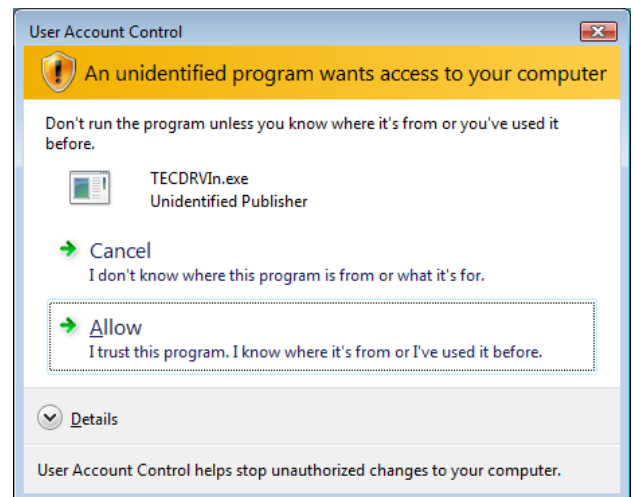 User Account Control
An unidentified program wants access to your computer
Don't run the program unless you know where it's from or you've used it
before.
TECDRVIn.exe
Unidentified Publisher
Cancel
I don't know where this program is from or what it's for.
Allow
I trust this program. I know where it's from or I've used it before.
Details
User Account Control helps stop unauthorized changes to your computer.